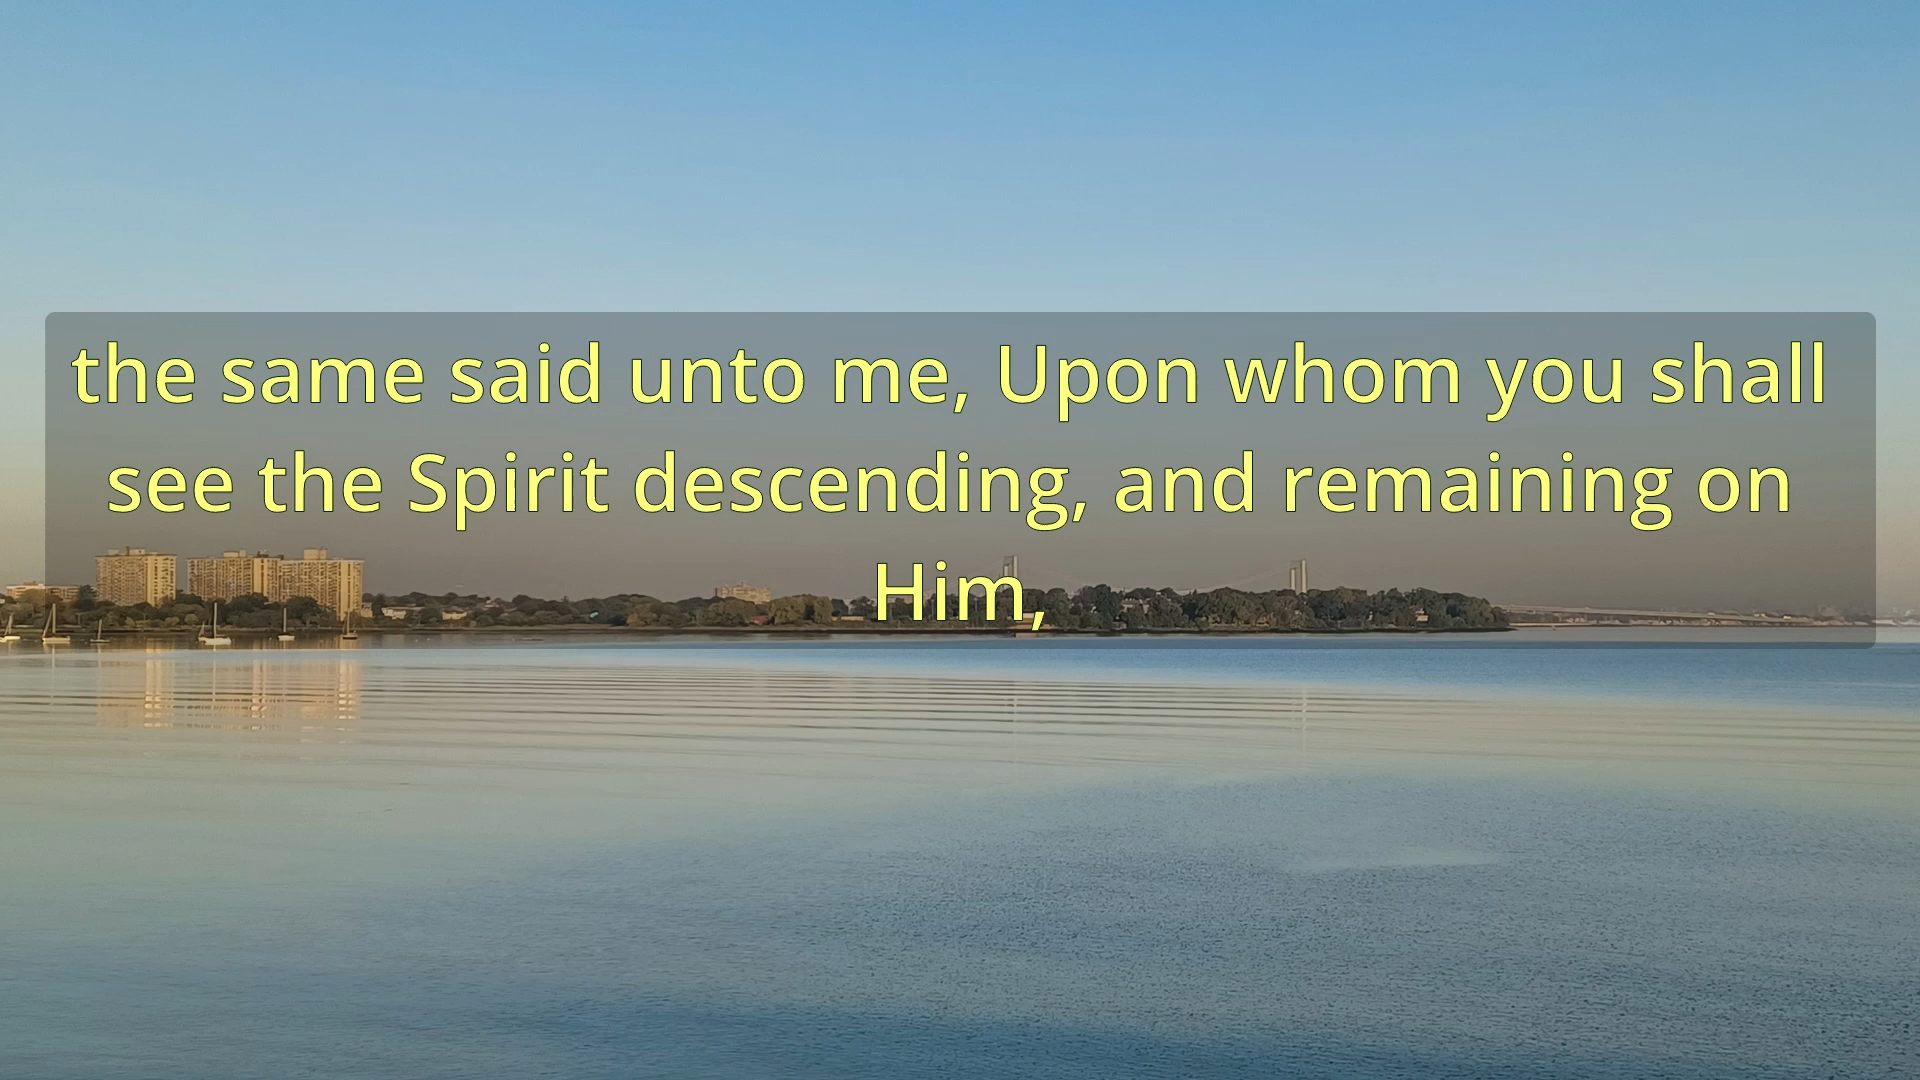 the same said unto me, Upon whom you shall
see the Spirit descending, and remaining on
Him,